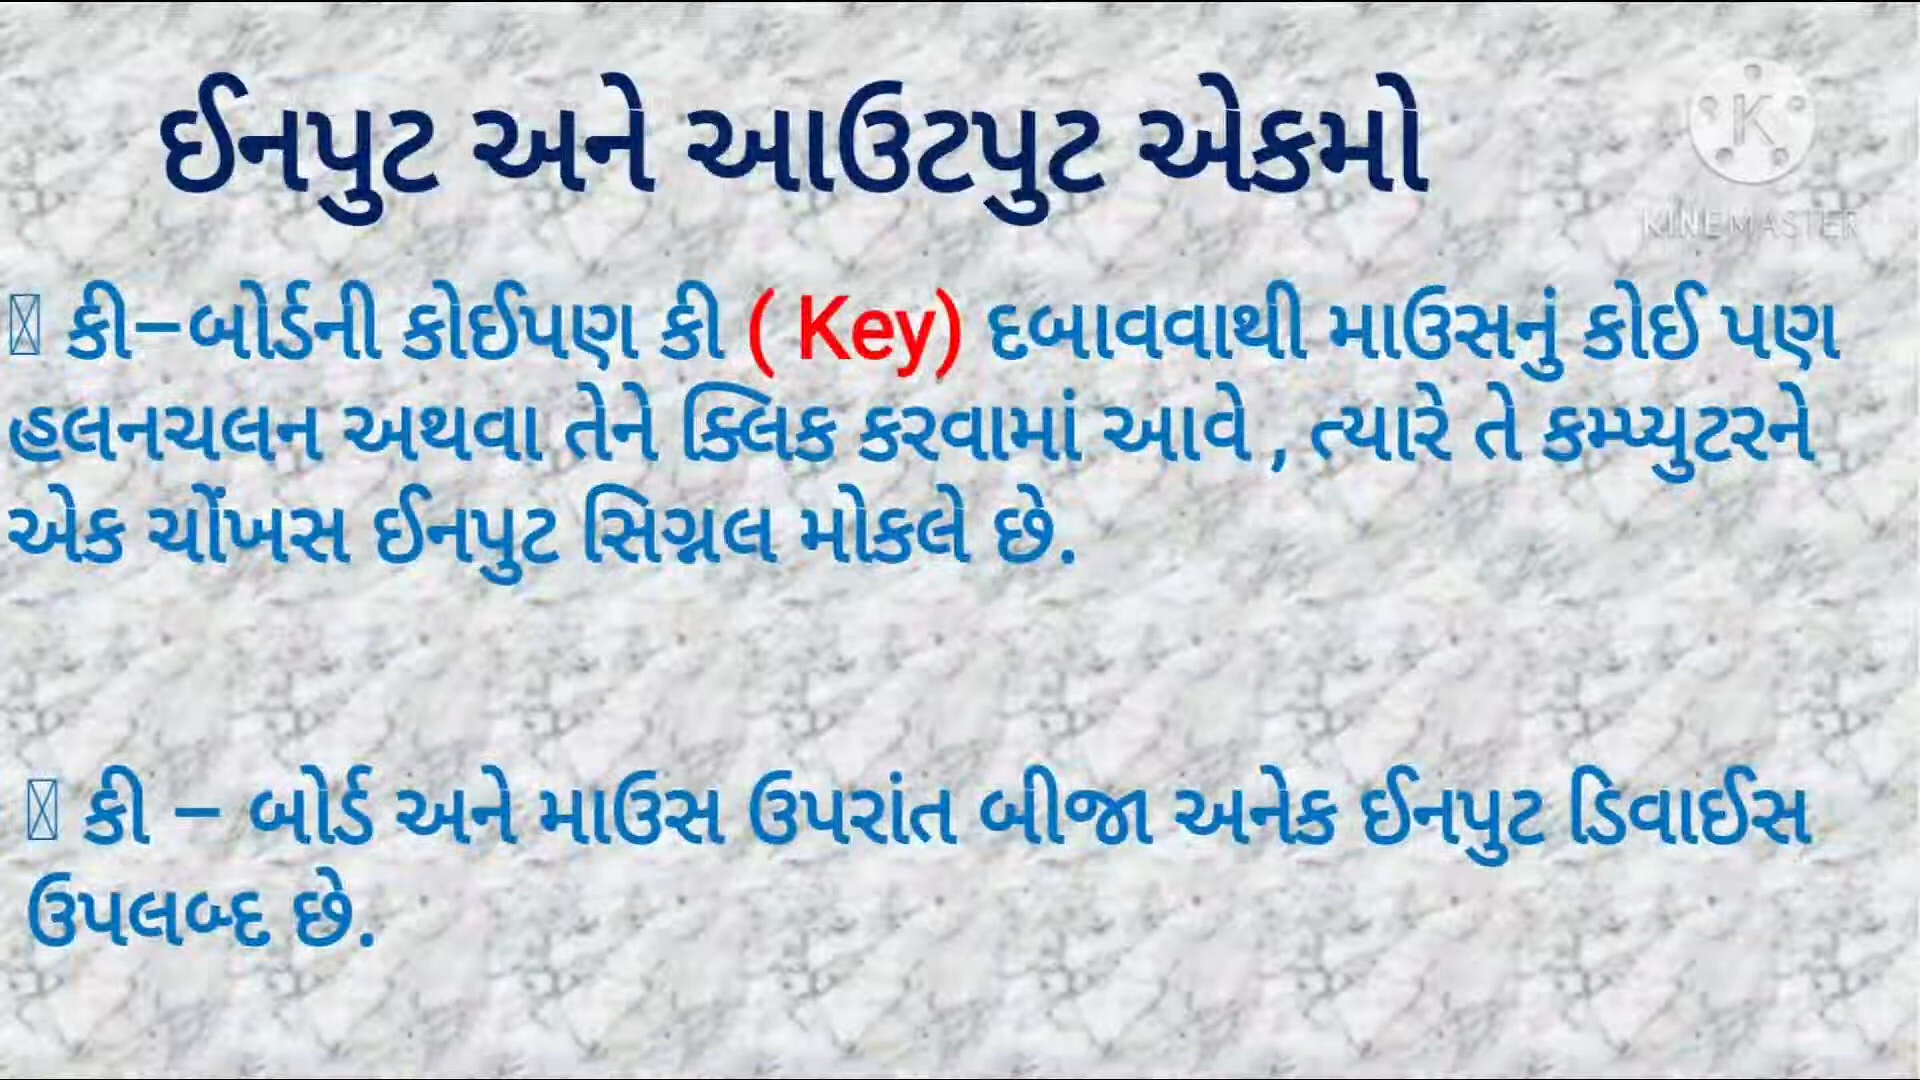 ઈનપુટ અને આઉટપુટ એકમો
KINEMASTER
કી–બોર્ડની કોઈપણ કી ( Key) દબાવવાથી માઉસનું કોઈ પણ
હલનચલન અથવા તેને ક્લિક કરવામાં આવે , ત્યારે તે કમ્પ્યુટરને
એક ચોંખસ ઈનપુટ સિગ્નલ મોકલે છે.
કી – બોર્ડ અને માઉસ ઉપરાંત બીજા અનેક ઈનપુટ ડિવાઈસ
ઉપલબ્દ છે.